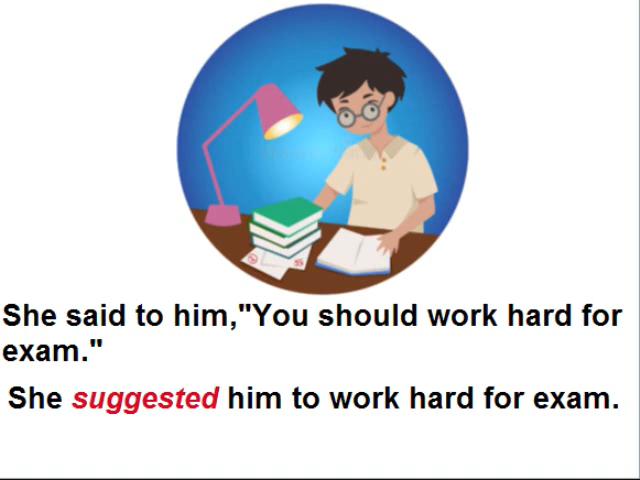 She said to him,"You should work hard for
exam."
She suggested him to work hard for exam.